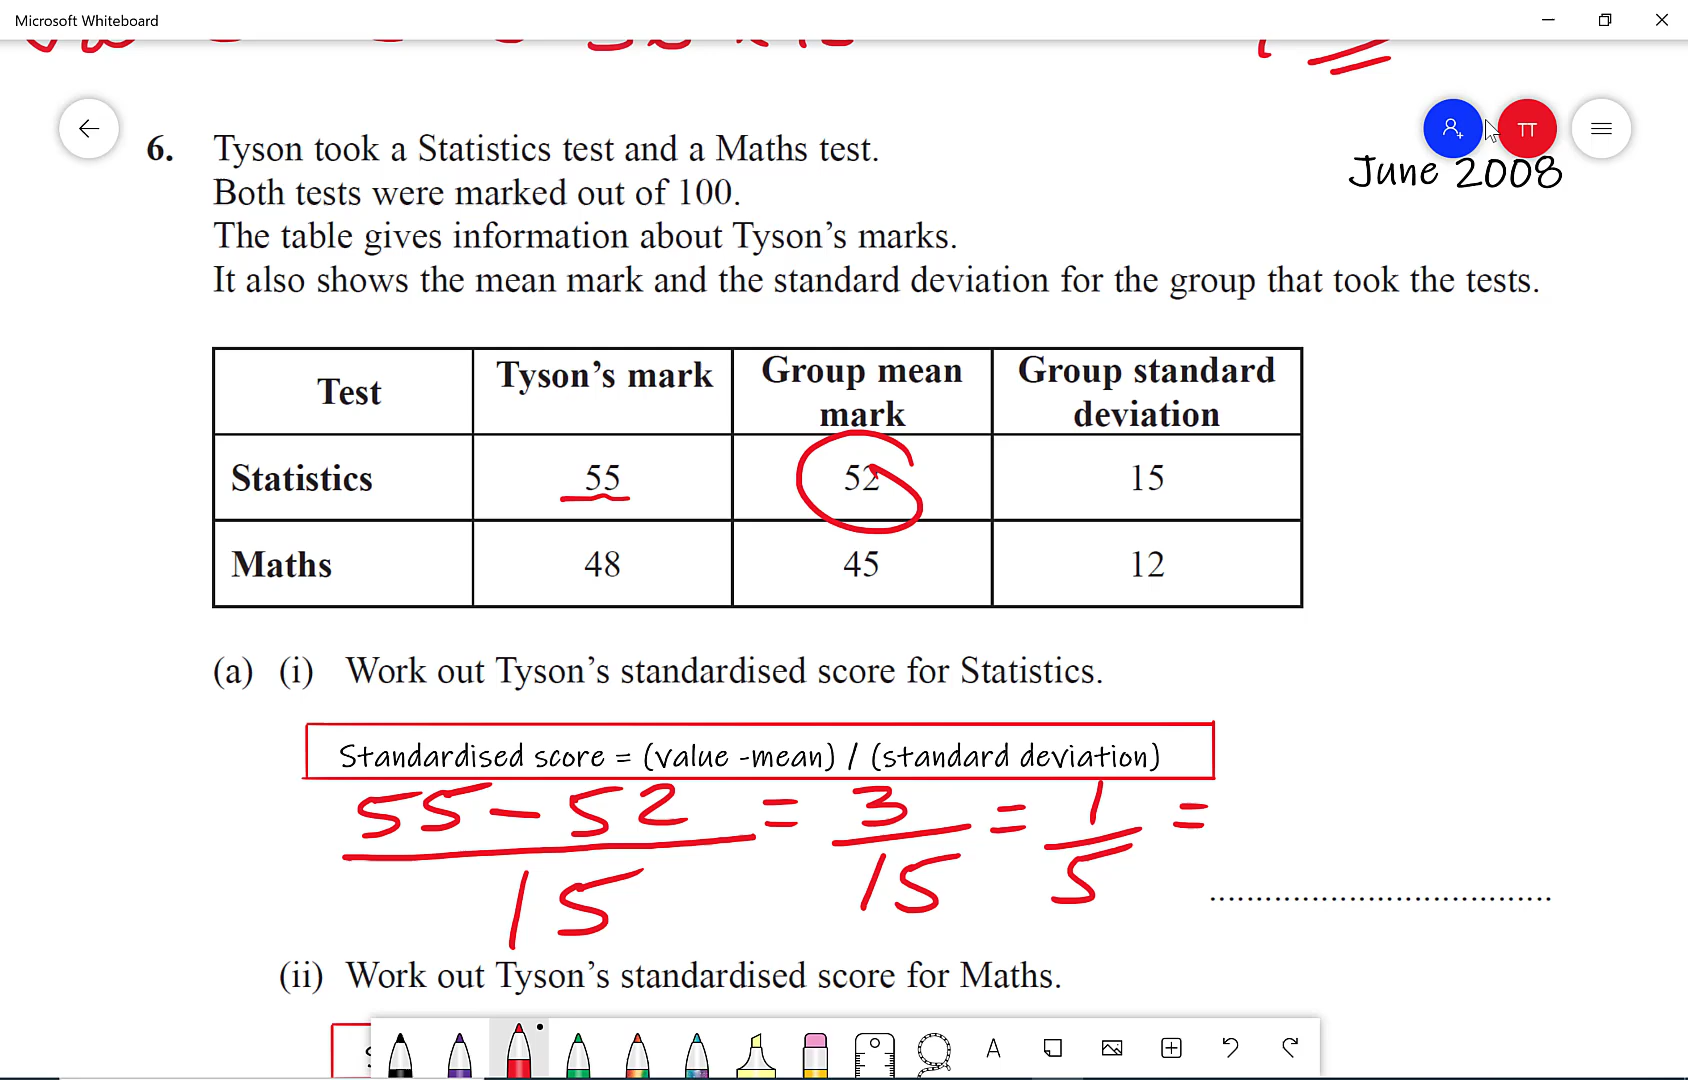 Microsoft Whiteboard
TT
June 2008
6. Tyson took a Statistics test and a Maths test.
Both tests were marked out of 100.
The table gives information about Tyson's marks.
It also shows the mean mark and the standard deviation for the group that took the tests.
Test Tyson's mark Group mean mark Group standard deviation
Statistics 55 52 15
Maths 48 45 12
(a) (i) Work out Tyson's standardised score for Statistics.
Standardised score = (value -mean) / (standard deviation)
55 - 52 = 3 = 1 =
15 15 5
....................................
(ii) Work out Tyson's standardised score for Maths.
A